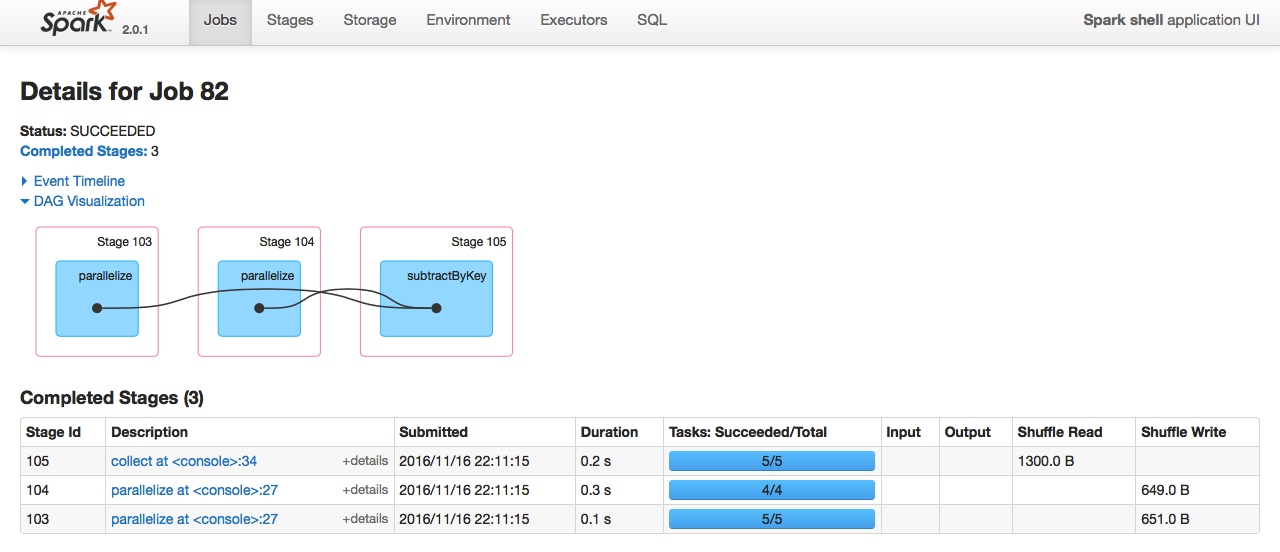 APACHE
Spark 2.0.1 Jobs Stages Storage Environment Executors SQL Spark shell application UI
Details for Job 82
Status: SUCCEEDED
Completed Stages: 3
Event Timeline
DAG Visualization
Stage 103 Stage 104 Stage 105
parallelize parallelize subtractByKey
Completed Stages (3)
Stage Id Description Submitted Duration Tasks: Succeeded/Total Input Output Shuffle Read Shuffle Write
105 collect at <console>:34 +details 2016/11/16 22:11:15 0.2 s 5/5 1300.0 B
104 parallelize at <console>:27 +details 2016/11/16 22:11:15 0.3 s 4/4 649.0 B
103 parallelize at <console>:27 +details 2016/11/16 22:11:15 0.1 s 5/5 651.0 B